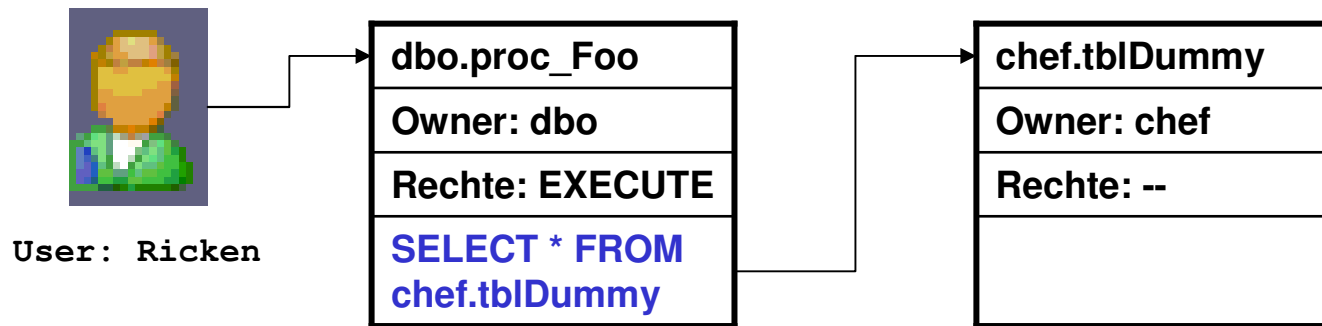 User: Ricken
dbo.proc_Foo
Owner: dbo
Rechte: EXECUTE
SELECT * FROM
chef.tblDummy
chef.tblDummy
Owner: chef
Rechte: --